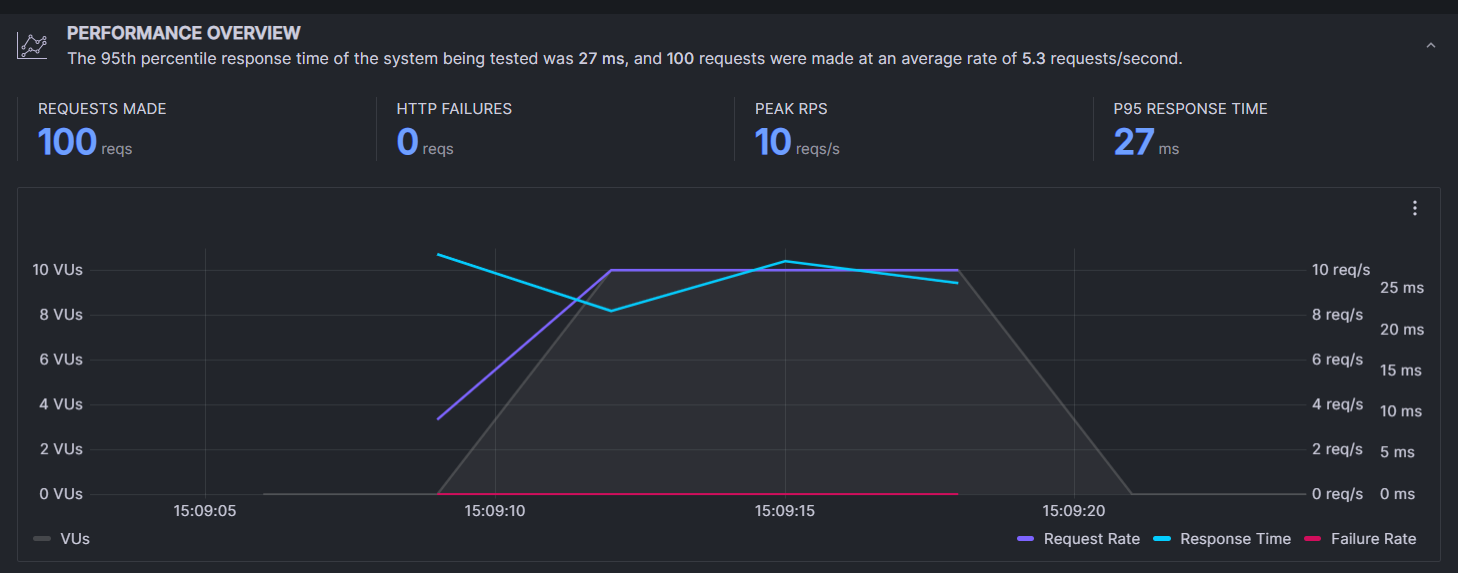 PERFORMANCE OVERVIEW
The 95th percentile response time of the system being tested was 27 ms, and 100 requests were made at an average rate of 5.3 requests/second.
REQUESTS MADE
100 reqs
HTTP FAILURES
0 reqs
PEAK RPS
10 reqs/s
P95 RESPONSE TIME
27 ms
10 VUs
8 VUs
6 VUs
4 VUs
2 VUs
0 VUs
10 req/s
8 req/s
6 req/s
4 req/s
2 req/s
0 req/s
25 ms
20 ms
15 ms
10 ms
5 ms
0 ms
15:09:05
15:09:10
15:09:15
15:09:20
VUs
Request Rate
Response Time
Failure Rate